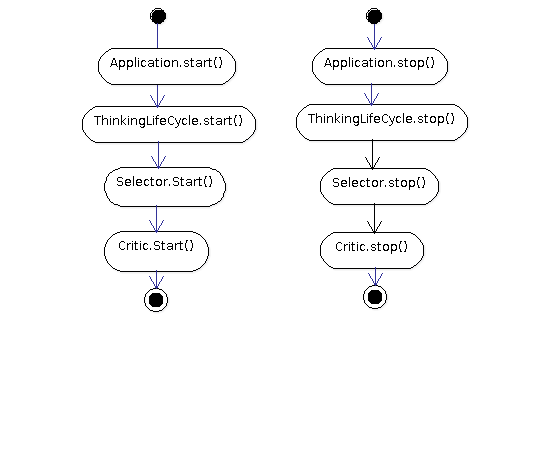 Application.start()
ThinkingLifeCycle.start()
Selector.Start()
Critic.Start()
Application.stop()
ThinkingLifeCycle.stop()
Selector.stop()
Critic.stop()